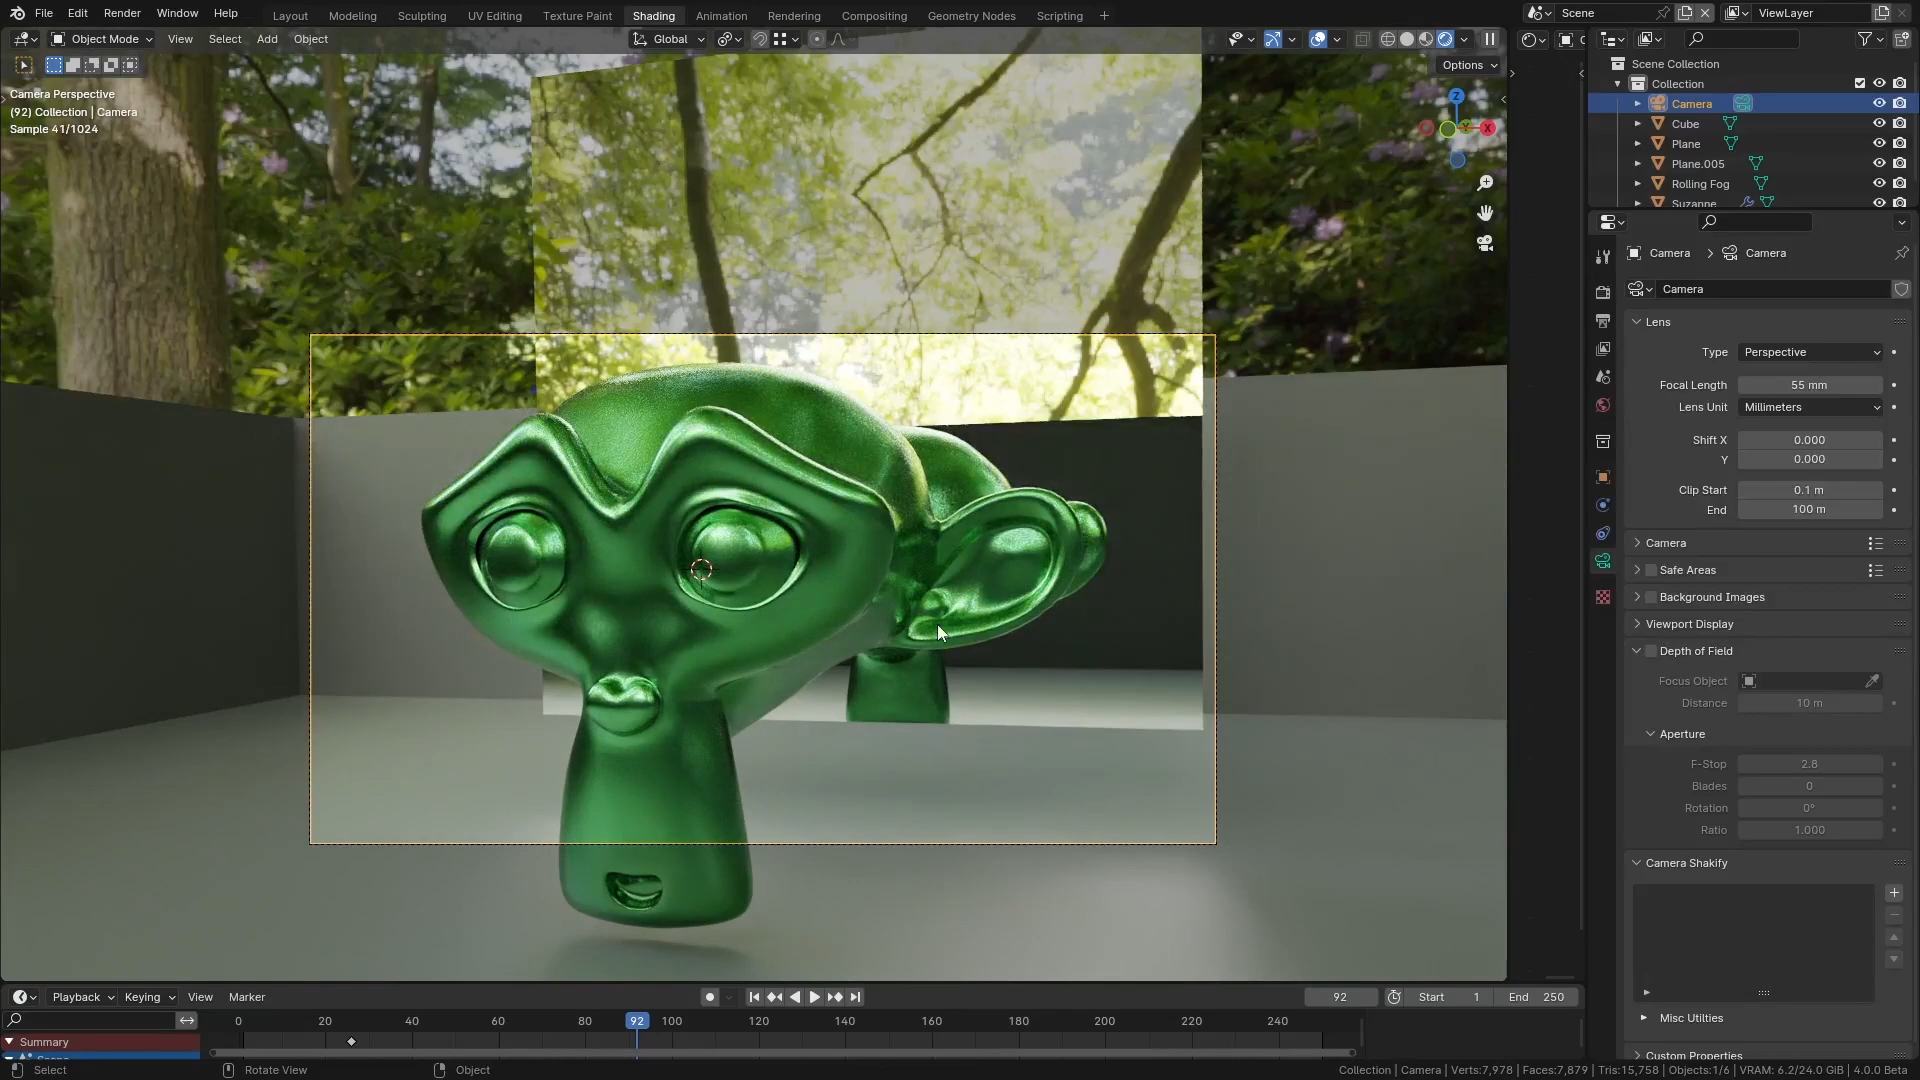 File Edit Render Window Help Layout Modeling Sculpting UV Editing Texture Paint Shading Animation Rendering Compositing Geometry Nodes Scripting + Scene ViewLayer
Object Mode View Select Add Object Global
Options
Camera Perspective
(92) Collection | Camera
Sample 41/1024
Z
X
Scene Collection
Collection
Camera
Cube
Plane
Plane.005
Rolling Fog
Suzanne
Camera > Camera
Camera
Lens
Type Perspective
Focal Length 55 mm
Lens Unit Millimeters
Shift X 0.000
Y 0.000
Clip Start 0.1 m
End 100 m
Camera
Safe Areas
Background Images
Viewport Display
Depth of Field
Focus Object
Distance 10 m
Aperture
F-Stop 2.8
Blades 0
Rotation 0°
Ratio 1.000
Camera Shakify
Misc Utilties
Custom Properties
Playback Keying View Marker 92 Start 1 End 250
0 20 40 60 80 92 100 120 140 160 180 200 220 240
Summary
Select Rotate View Object Collection | Camera | Verts:7,978 | Faces:7,879 | Tris:15,758 | Objects:1/6 | VRAM: 6.2/24.0 GiB | 4.0.0 Beta